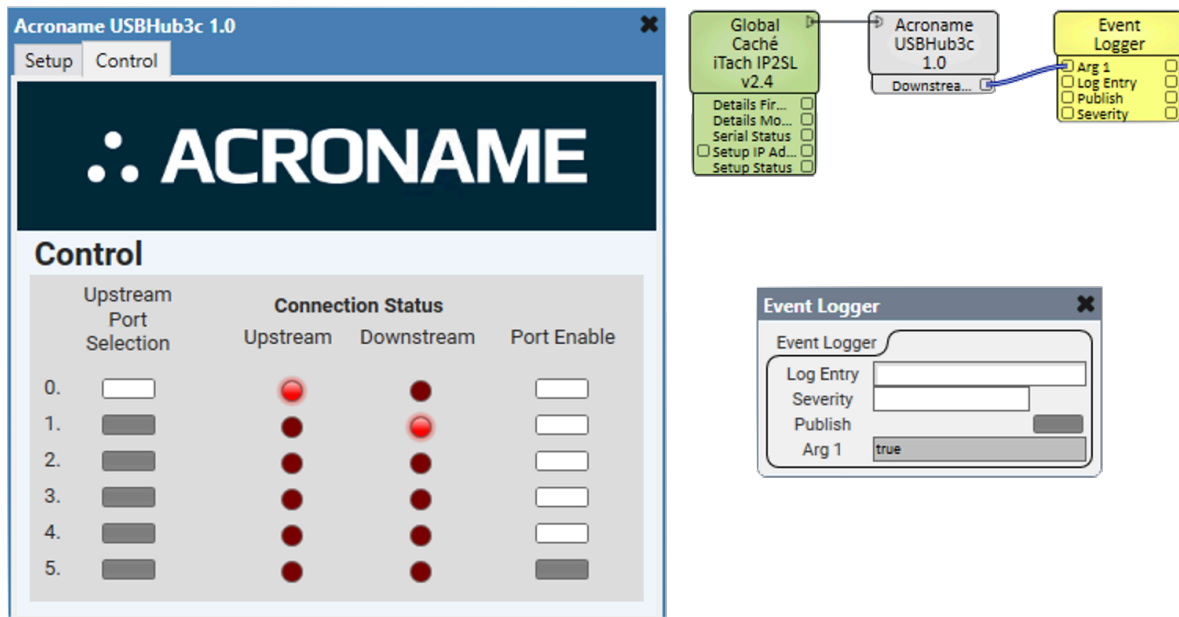 Acroname USBHub3c 1.0
Setup
Control
ACRONAME
Control
Upstream
Port
Selection
Connection Status
Upstream
Downstream
Port Enable
0.
1.
2.
3.
4.
5.
Global
Caché
iTach IP2SL
v2.4
Details Fir...
Details Mo...
Serial Status
Setup IP Ad...
Setup Status
Acroname
USBHub3c
1.0
Downstrea...
Event
Logger
Arg 1
Log Entry
Publish
Severity
Event Logger
Event Logger
Log Entry
Severity
Publish
Arg 1
true